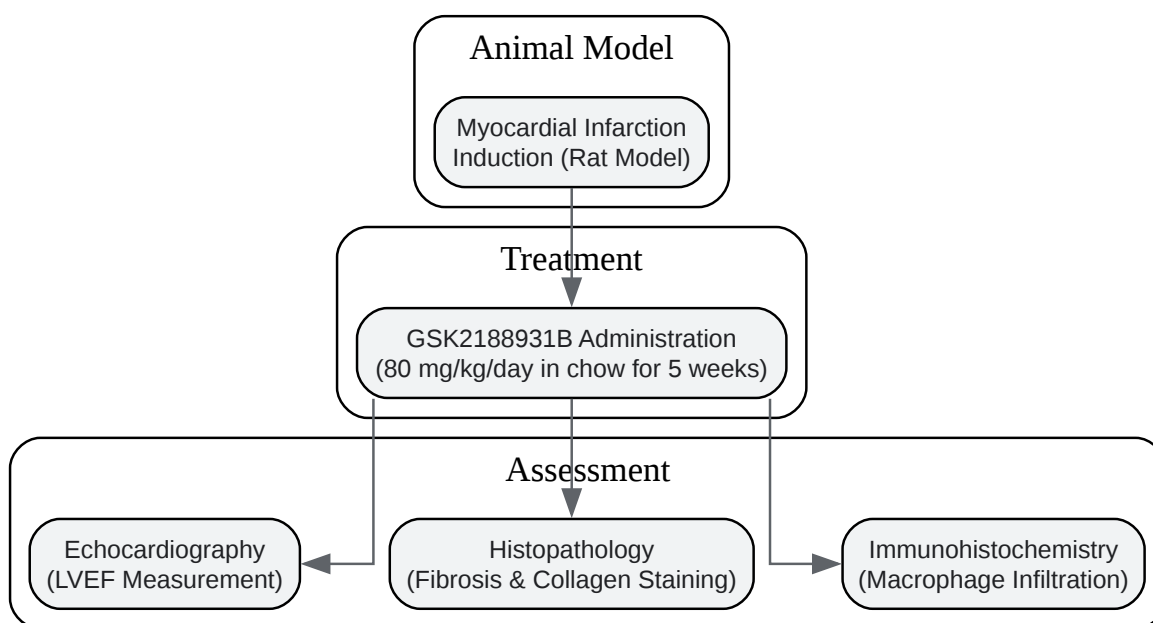 Animal Model
Myocardial Infarction
Induction (Rat Model)
Treatment
GSK2188931B Administration
(80 mg/kg/day in chow for 5 weeks)
Assessment
Echocardiography
(LVEF Measurement)
Histopathology
(Fibrosis & Collagen Staining)
Immunohistochemistry
(Macrophage Infiltration)